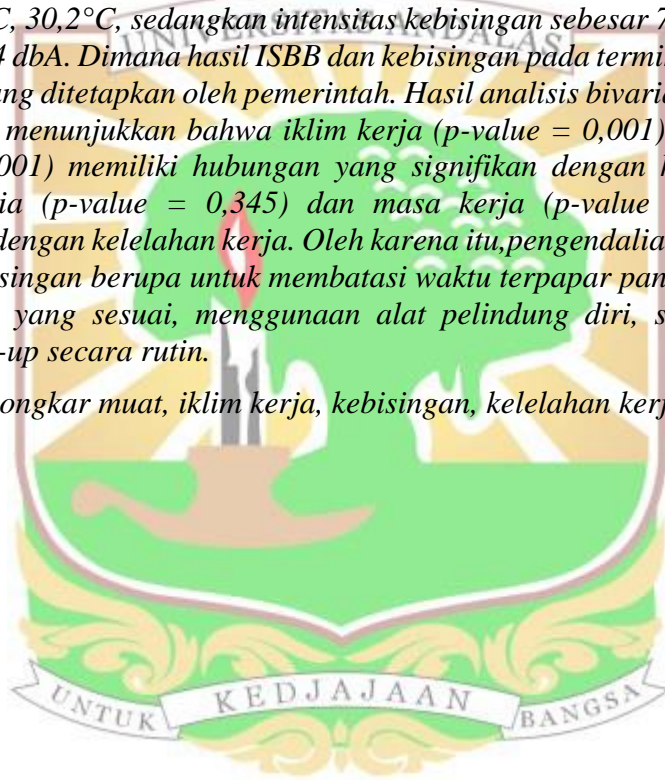 C, 30,2°C, sedangkan intensitas kebisingan sebesar 7
4 dbA. Dimana hasil ISBB dan kebisingan pada termi
ng ditetapkan oleh pemerintah. Hasil analisis bivaria
menunjukkan bahwa iklim kerja (p-value = 0,001)
001) memiliki hubungan yang signifikan dengan
ia (p-value = 0,345) dan masa kerja (p-value
dengan kelelahan kerja. Oleh karena itu,pengendalia
singan berupa untuk membatasi waktu terpapar pan
yang sesuai, menggunaan alat pelindung diri, s
-up secara rutin.
ongkar muat, iklim kerja, kebisingan, kelelahan kerj
UNIVERSITAS ANDALAS
UNTUK KEDJAJAAN BANGSA